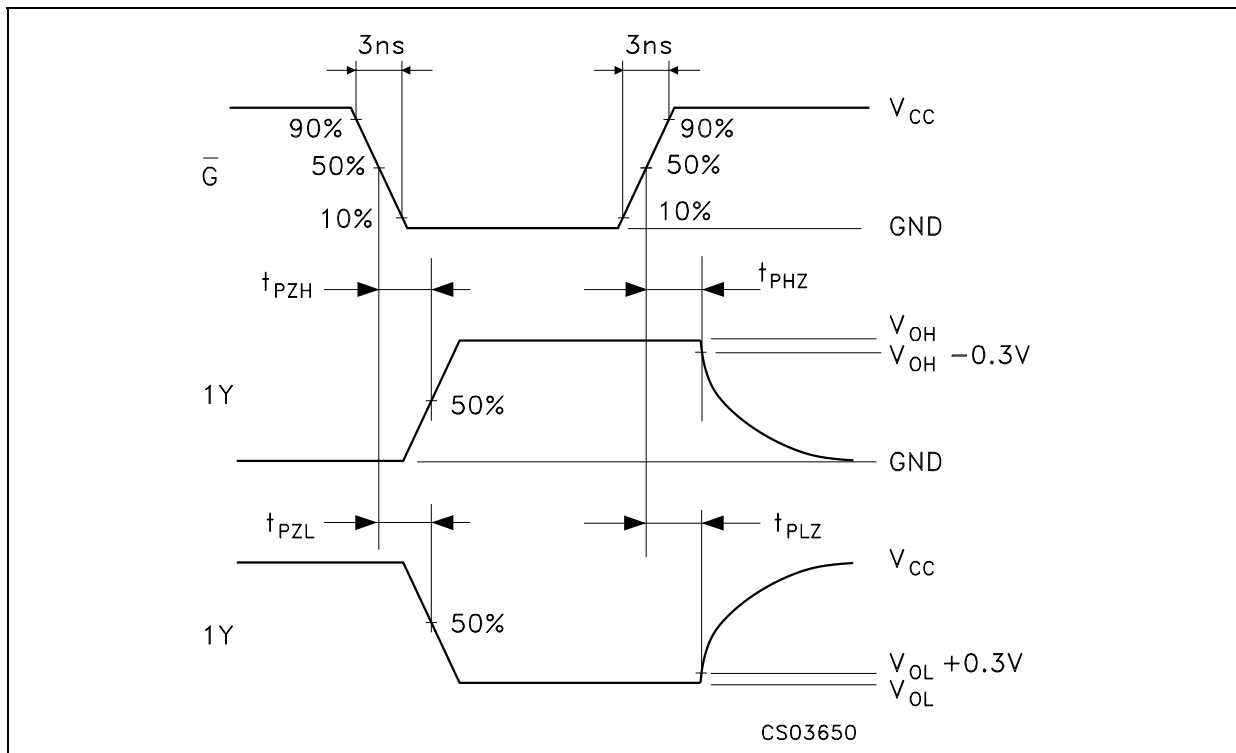 3ns 3ns
V_CC
90% 90%
G̅ 50% 50%
10% 10%
GND
t_PZH t_PHZ
V_OH
V_OH −0.3V
1Y 50%
GND
t_PZL t_PLZ
V_CC
1Y 50%
V_OL +0.3V
V_OL
CS03650